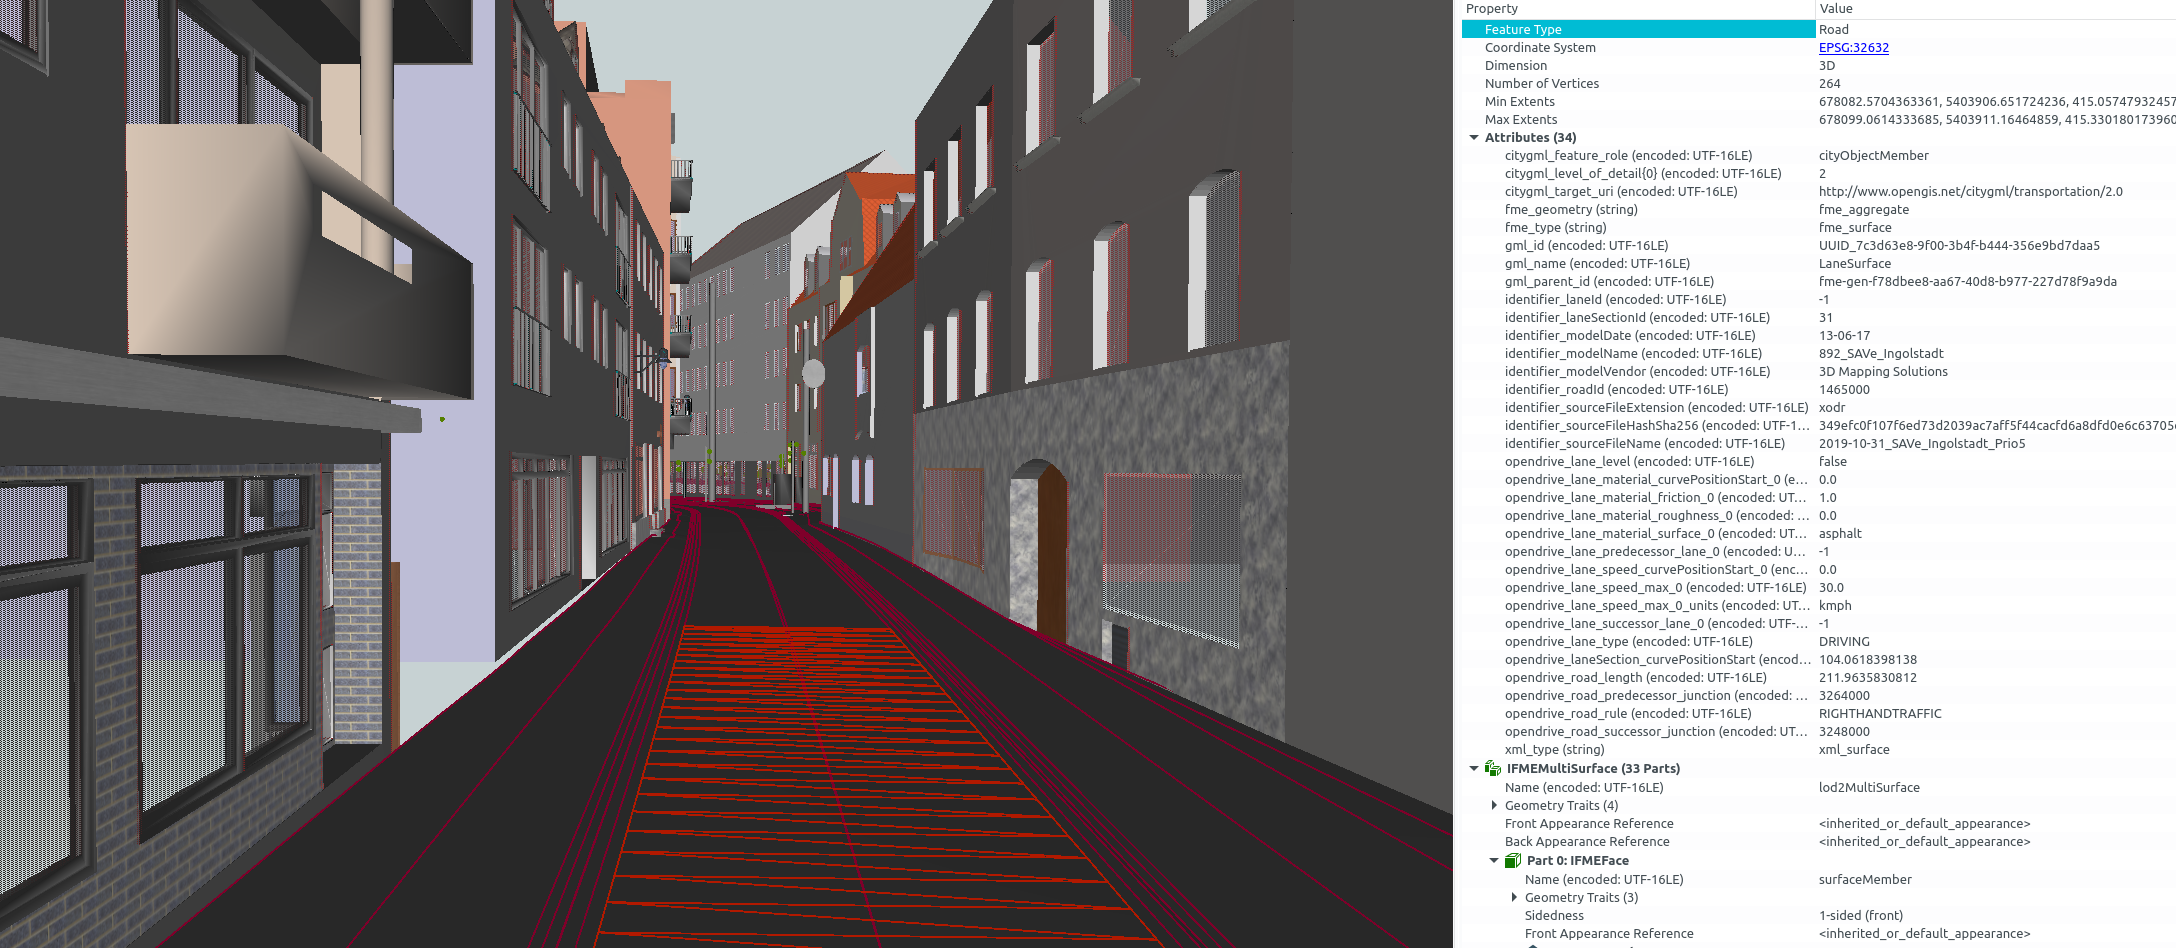 Property Value
Feature Type Road
Coordinate System EPSG:32632
Dimension 3D
Number of Vertices 264
Min Extents 678082.5704363361, 5403906.651724236, 415.05747932457
Max Extents 678099.0614333685, 5403911.16464859, 415.330180173960
Attributes (34)
citygml_feature_role (encoded: UTF-16LE) cityObjectMember
citygml_level_of_detail{0} (encoded: UTF-16LE) 2
citygml_target_uri (encoded: UTF-16LE) http://www.opengis.net/citygml/transportation/2.0
fme_geometry (string) fme_aggregate
fme_type (string) fme_surface
gml_id (encoded: UTF-16LE) UUID_7c3d63e8-9f00-3b4f-b444-356e9bd7daa5
gml_name (encoded: UTF-16LE) LaneSurface
gml_parent_id (encoded: UTF-16LE) fme-gen-f78dbee8-aa67-40d8-b977-227d78f9a9da
identifier_laneId (encoded: UTF-16LE) -1
identifier_laneSectionId (encoded: UTF-16LE) 31
identifier_modelDate (encoded: UTF-16LE) 13-06-17
identifier_modelName (encoded: UTF-16LE) 892_SAVe_Ingolstadt
identifier_modelVendor (encoded: UTF-16LE) 3D Mapping Solutions
identifier_roadId (encoded: UTF-16LE) 1465000
identifier_sourceFileExtension (encoded: UTF-16LE) xodr
identifier_sourceFileHashSha256 (encoded: UTF-1... 349efc0f107f6ed73d2039ac7aff5f44cacfd6a8dfd0e6c63705
identifier_sourceFileName (encoded: UTF-16LE) 2019-10-31_SAVe_Ingolstadt_Prio5
opendrive_lane_level (encoded: UTF-16LE) false
opendrive_lane_material_curvePositionStart_0 (e... 0.0
opendrive_lane_material_friction_0 (encoded: UT... 1.0
opendrive_lane_material_roughness_0 (encoded: ... 0.0
opendrive_lane_material_surface_0 (encoded: UT... asphalt
opendrive_lane_predecessor_lane_0 (encoded: U... -1
opendrive_lane_speed_curvePositionStart_0 (enc... 0.0
opendrive_lane_speed_max_0 (encoded: UTF-16LE) 30.0
opendrive_lane_speed_max_0_units (encoded: UT... kmph
opendrive_lane_successor_lane_0 (encoded: UTF-... -1
opendrive_lane_type (encoded: UTF-16LE) DRIVING
opendrive_laneSection_curvePositionStart (encod... 104.0618398138
opendrive_road_length (encoded: UTF-16LE) 211.9635830812
opendrive_road_predecessor_junction (encoded: ... 3264000
opendrive_road_rule (encoded: UTF-16LE) RIGHTHANDTRAFFIC
opendrive_road_successor_junction (encoded: UT... 3248000
xml_type (string) xml_surface
IFMEMultiSurface (33 Parts)
Name (encoded: UTF-16LE) lod2MultiSurface
Geometry Traits (4)
Front Appearance Reference <inherited_or_default_appearance>
Back Appearance Reference <inherited_or_default_appearance>
Part 0: IFMEFace
Name (encoded: UTF-16LE) surfaceMember
Geometry Traits (3)
Sidedness 1-sided (front)
Front Appearance Reference <inherited_or_default_appearance>